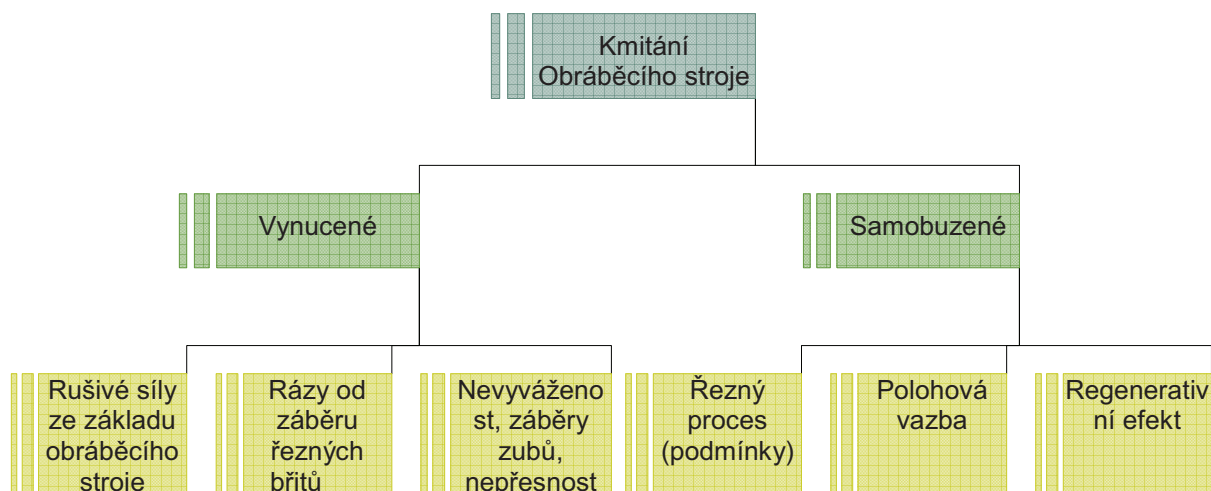 Kmitání
Obráběcího stroje
Vynucené
Samobuzené
Rušivé síly
ze základu
obráběcího
stroje
Rázy od
záběru
řezných
břitů
Nevyváženo
st, záběry
zubů,
nepřesnost
Řezný
proces
(podmínky)
Polohová
vazba
Regenerativ
ní efekt